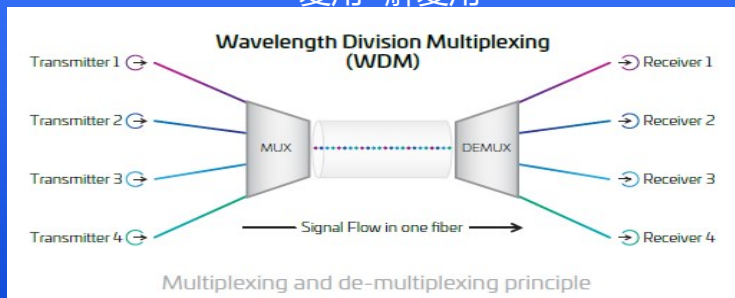 Wavelength Division Multiplexing
(WDM)
Transmitter 1
Transmitter 2
Transmitter 3
Transmitter 4
MUX
DEMUX
Receiver 1
Receiver 2
Receiver 3
Receiver 4
Signal Flow in one fiber
Multiplexing and de-multiplexing principle